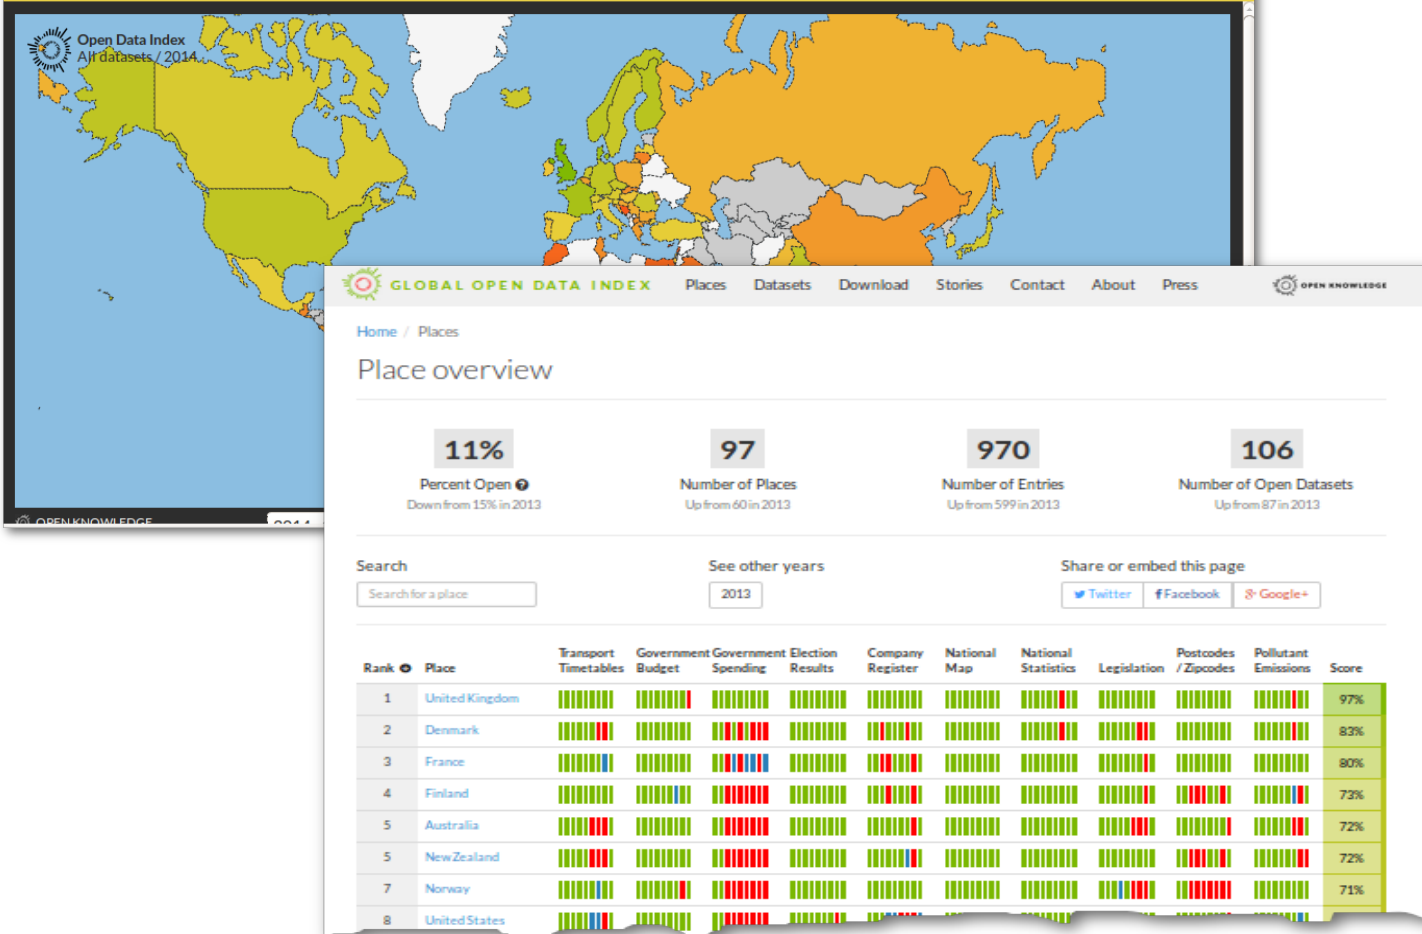 Open Data Index
All datasets / 2014
OPEN KNOWLEDGE
2014
GLOBAL OPEN DATA INDEX Places Datasets Download Stories Contact About Press OPEN KNOWLEDGE
Home / Places
Place overview
11% 97 970 106
Percent Open ? Number of Places Number of Entries Number of Open Datasets
Down from 15% in 2013 Up from 60 in 2013 Up from 599 in 2013 Up from 87 in 2013
Search See other years Share or embed this page
Search for a place 2013 Twitter Facebook Google+
Transport Government Government Election Company National National Postcodes Pollutant
Rank Place Timetables Budget Spending Results Register Map Statistics Legislation / Zipcodes Emissions Score
1 United Kingdom 97%
2 Denmark 83%
3 France 80%
4 Finland 73%
5 Australia 72%
5 New Zealand 72%
7 Norway 71%
8 United States